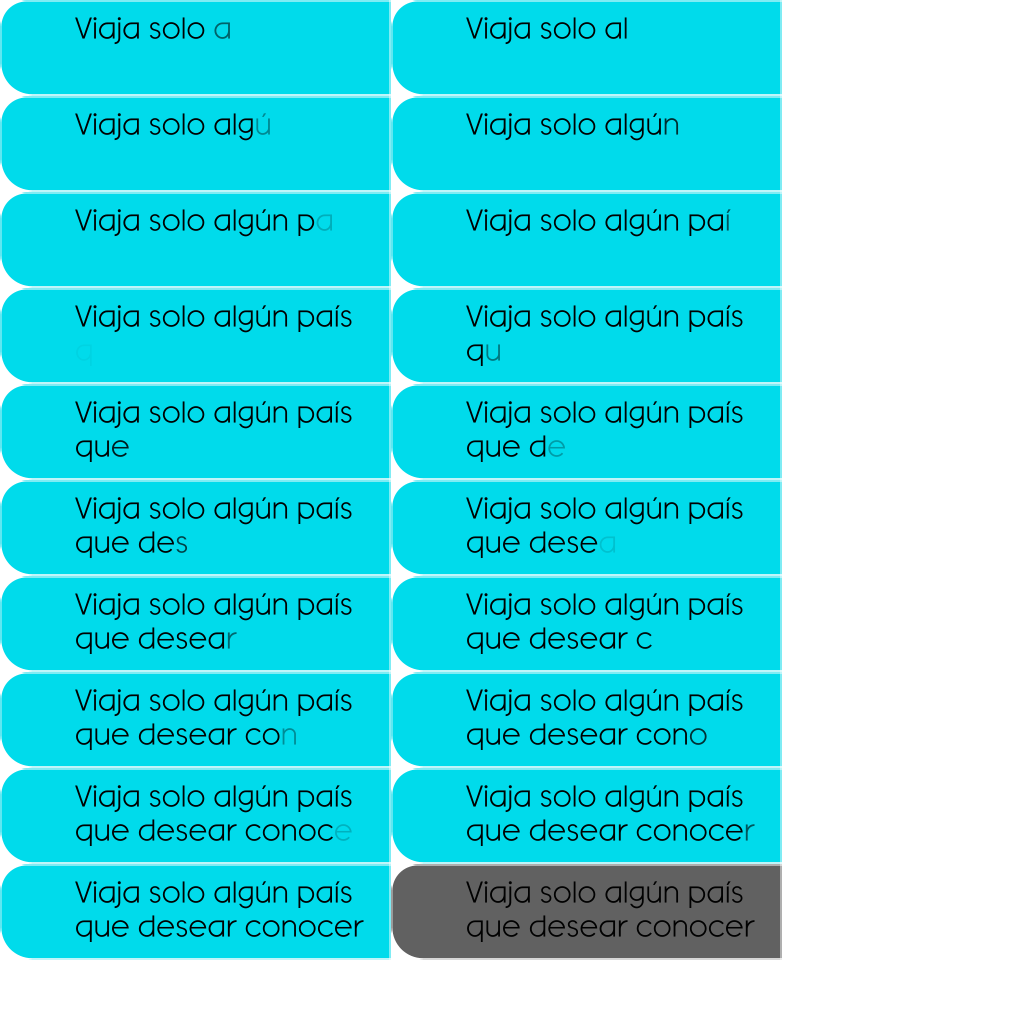 Viaja solo a
Viaja solo al
Viaja solo algú
Viaja solo algún
Viaja solo algún pa
Viaja solo algún paí
Viaja solo algún país
q
Viaja solo algún país
qu
Viaja solo algún país
que
Viaja solo algún país
que de
Viaja solo algún país
que des
Viaja solo algún país
que desea
Viaja solo algún país
que desear
Viaja solo algún país
que desear c
Viaja solo algún país
que desear con
Viaja solo algún país
que desear cono
Viaja solo algún país
que desear conoce
Viaja solo algún país
que desear conocer
Viaja solo algún país
que desear conocer
Viaja solo algún país
que desear conocer